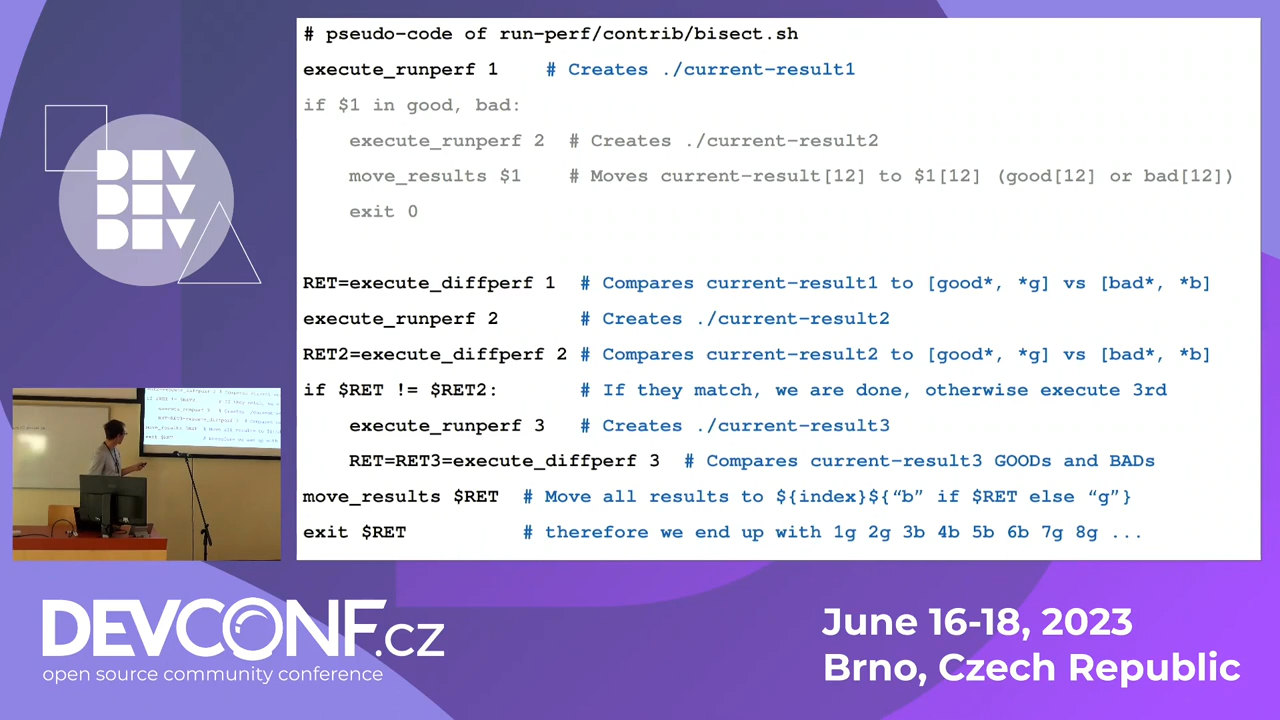 # pseudo-code of run-perf/contrib/bisect.sh
execute_runperf 1 # Creates ./current-result1
if $1 in good, bad:
execute_runperf 2 # Creates ./current-result2
move_results $1 # Moves current-result[12] to $1[12] (good[12] or bad[12])
exit 0
RET=execute_diffperf 1 # Compares current-result1 to [good*, *g] vs [bad*, *b]
execute_runperf 2 # Creates ./current-result2
RET2=execute_diffperf 2 # Compares current-result2 to [good*, *g] vs [bad*, *b]
if $RET != $RET2: # If they match, we are done, otherwise execute 3rd
execute_runperf 3 # Creates ./current-result3
RET=RET3=execute_diffperf 3 # Compares current-result3 GOODs and BADs
move_results $RET # Move all results to ${index}${“b” if $RET else “g”}
exit $RET # therefore we end up with 1g 2g 3b 4b 5b 6b 7g 8g ...
DEV
DEV
DEV
DEVCONF.cz
open source community conference
June 16-18, 2023
Brno, Czech Republic